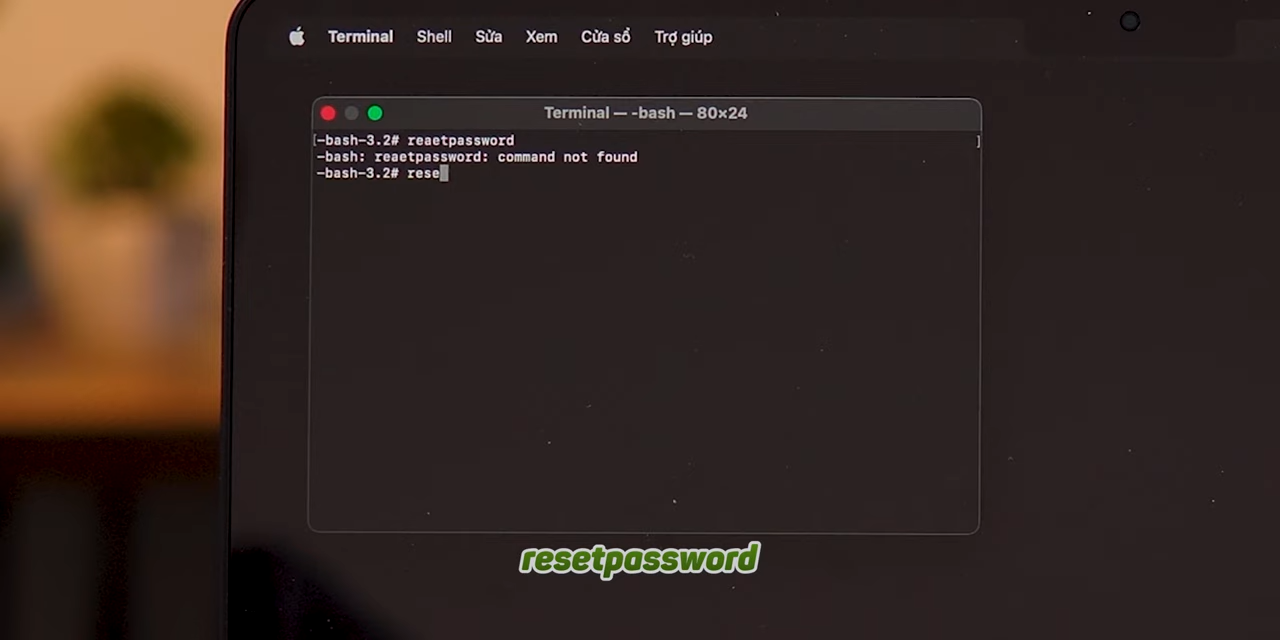 Terminal Shell Sửa Xem Cửa sổ Trợ giúp
Terminal — -bash — 80×24
[-bash-3.2# reaetpassword ]
-bash: reaetpassword: command not found
-bash-3.2# rese
resetpassword